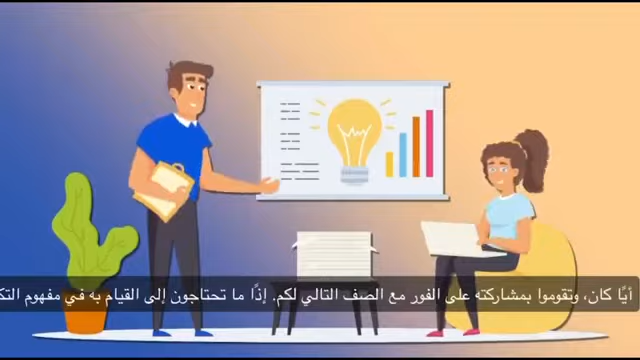 أيًا كان، وتقوموا بمشاركته على الفور مع الصف التالي لكم. إذًا ما تحتاجون إلى القيام به في مفهوم